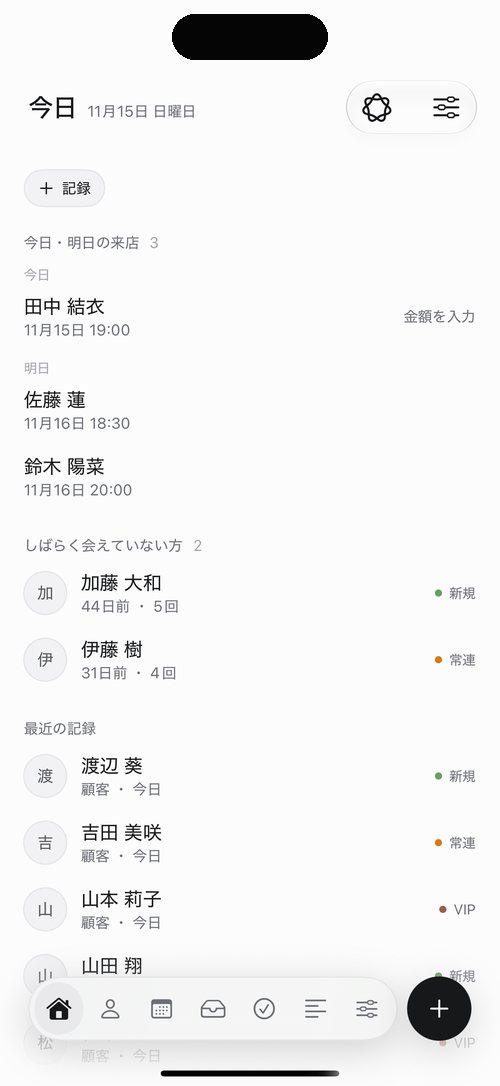 今日 11月15日 日曜日
+ 記録
今日・明日の来店 3
今日
田中 結衣
11月15日 19:00
金額を入力
明日
佐藤 蓮
11月16日 18:30
鈴木 陽菜
11月16日 20:00
しばらく会えていない方 2
加
加藤 大和
44日前 ・ 5回
新規
伊
伊藤 樹
31日前 ・ 4回
常連
最近の記録
渡
渡辺 葵
顧客 ・ 今日
新規
吉
吉田 美咲
顧客 ・ 今日
常連
山
山本 莉子
顧客 ・ 今日
VIP
山
山田 翔
新規
松
顧客 ・ 今日
VIP